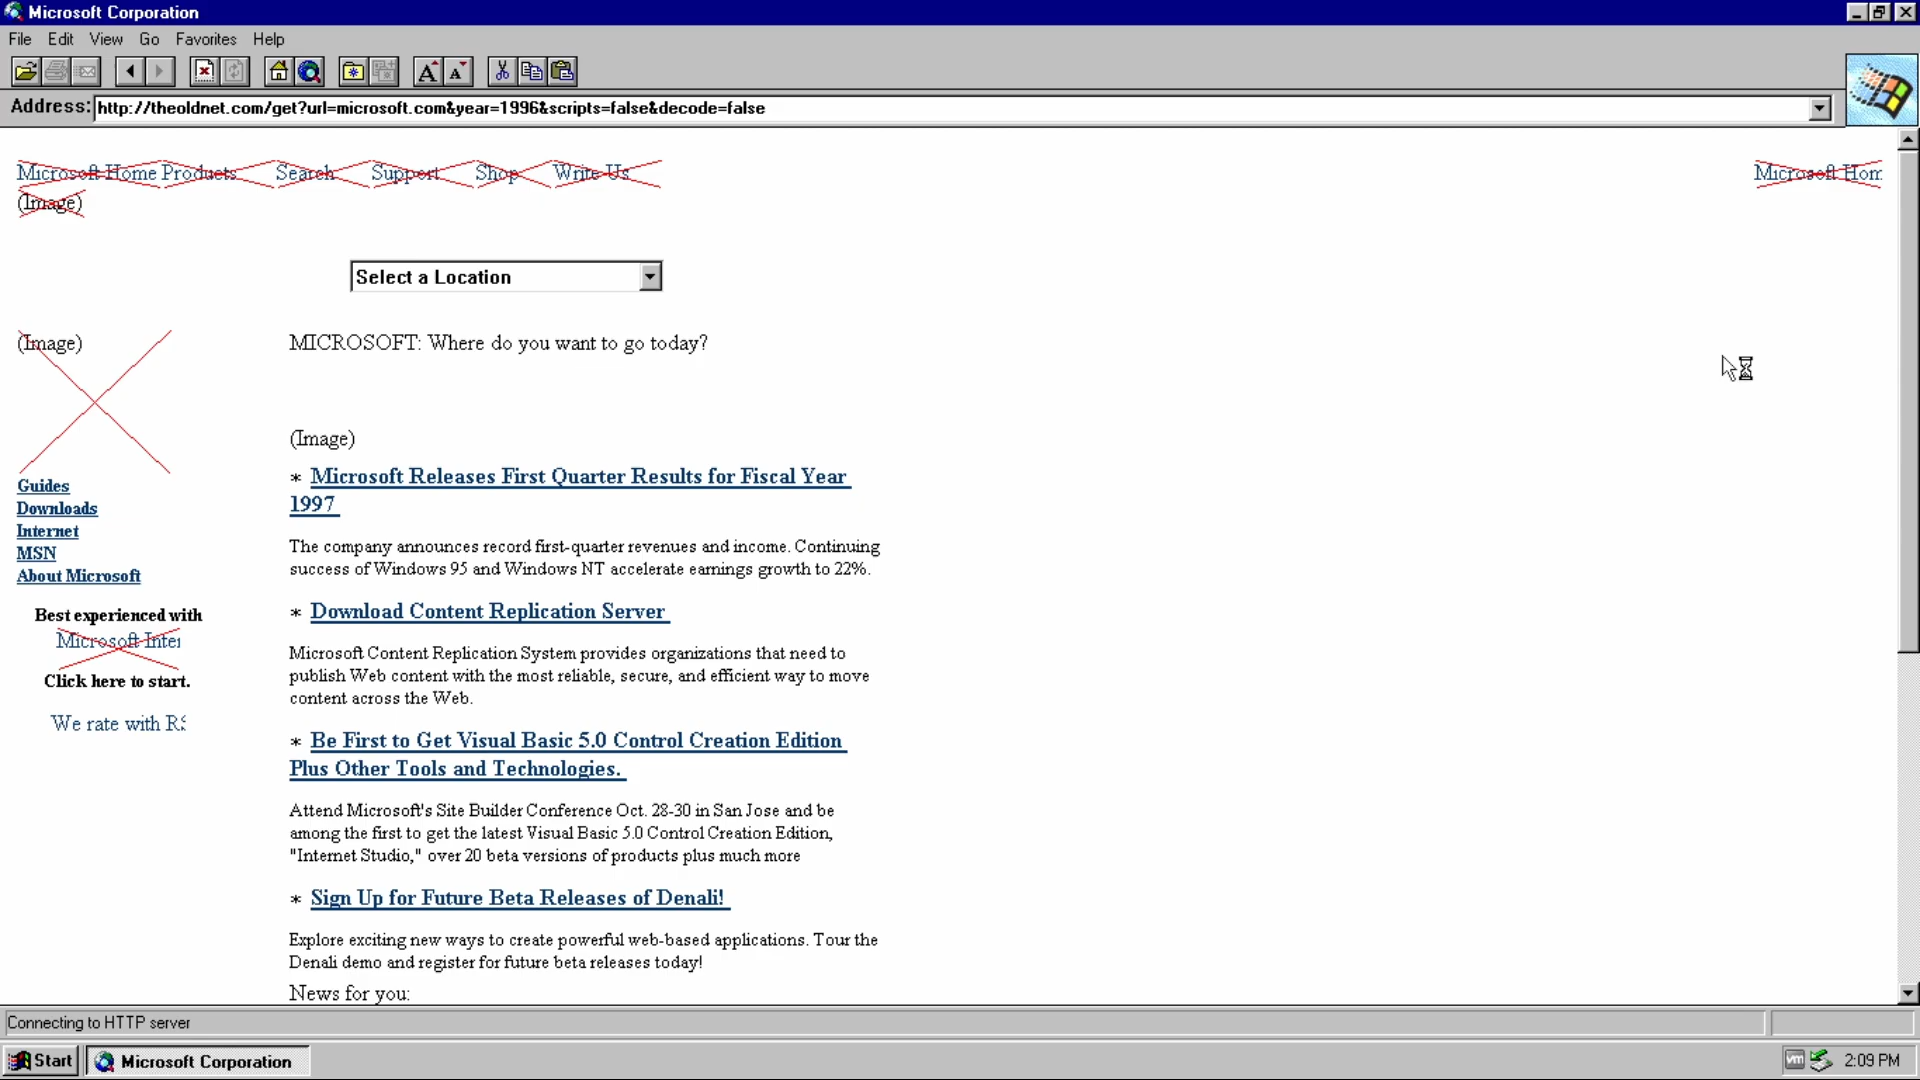 Microsoft Corporation
File Edit View Go Favorites Help
Address: http://theoldnet.com/get?url=microsoft.com&year=1996&scripts=false&decode=false
Microsoft Home Products Search Support Shop Write Us Microsoft Hom
(Image)
Select a Location
(Image) MICROSOFT: Where do you want to go today?
(Image)
* Microsoft Releases First Quarter Results for Fiscal Year
1997
The company announces record first-quarter revenues and income. Continuing
success of Windows 95 and Windows NT accelerate earnings growth to 22%.
* Download Content Replication Server
Microsoft Content Replication System provides organizations that need to
publish Web content with the most reliable, secure, and efficient way to move
content across the Web.
* Be First to Get Visual Basic 5.0 Control Creation Edition
Plus Other Tools and Technologies.
Attend Microsoft's Site Builder Conference Oct. 28-30 in San Jose and be
among the first to get the latest Visual Basic 5.0 Control Creation Edition,
"Internet Studio," over 20 beta versions of products plus much more
* Sign Up for Future Beta Releases of Denali!
Explore exciting new ways to create powerful web-based applications. Tour the
Denali demo and register for future beta releases today!
News for you:
Guides
Downloads
Internet
MSN
About Microsoft
Best experienced with
Microsoft Inter
Click here to start.
We rate with RS
Connecting to HTTP server
Start Microsoft Corporation vm 2:09 PM